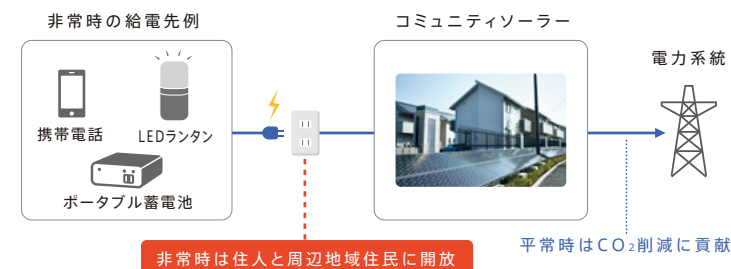 非常時の給電先例
コミュニティソーラー
電力系統
携帯電話
LEDランタン
ポータブル蓄電池
平常時はCO₂削減に貢献
非常時は住人と周辺地域住民に開放